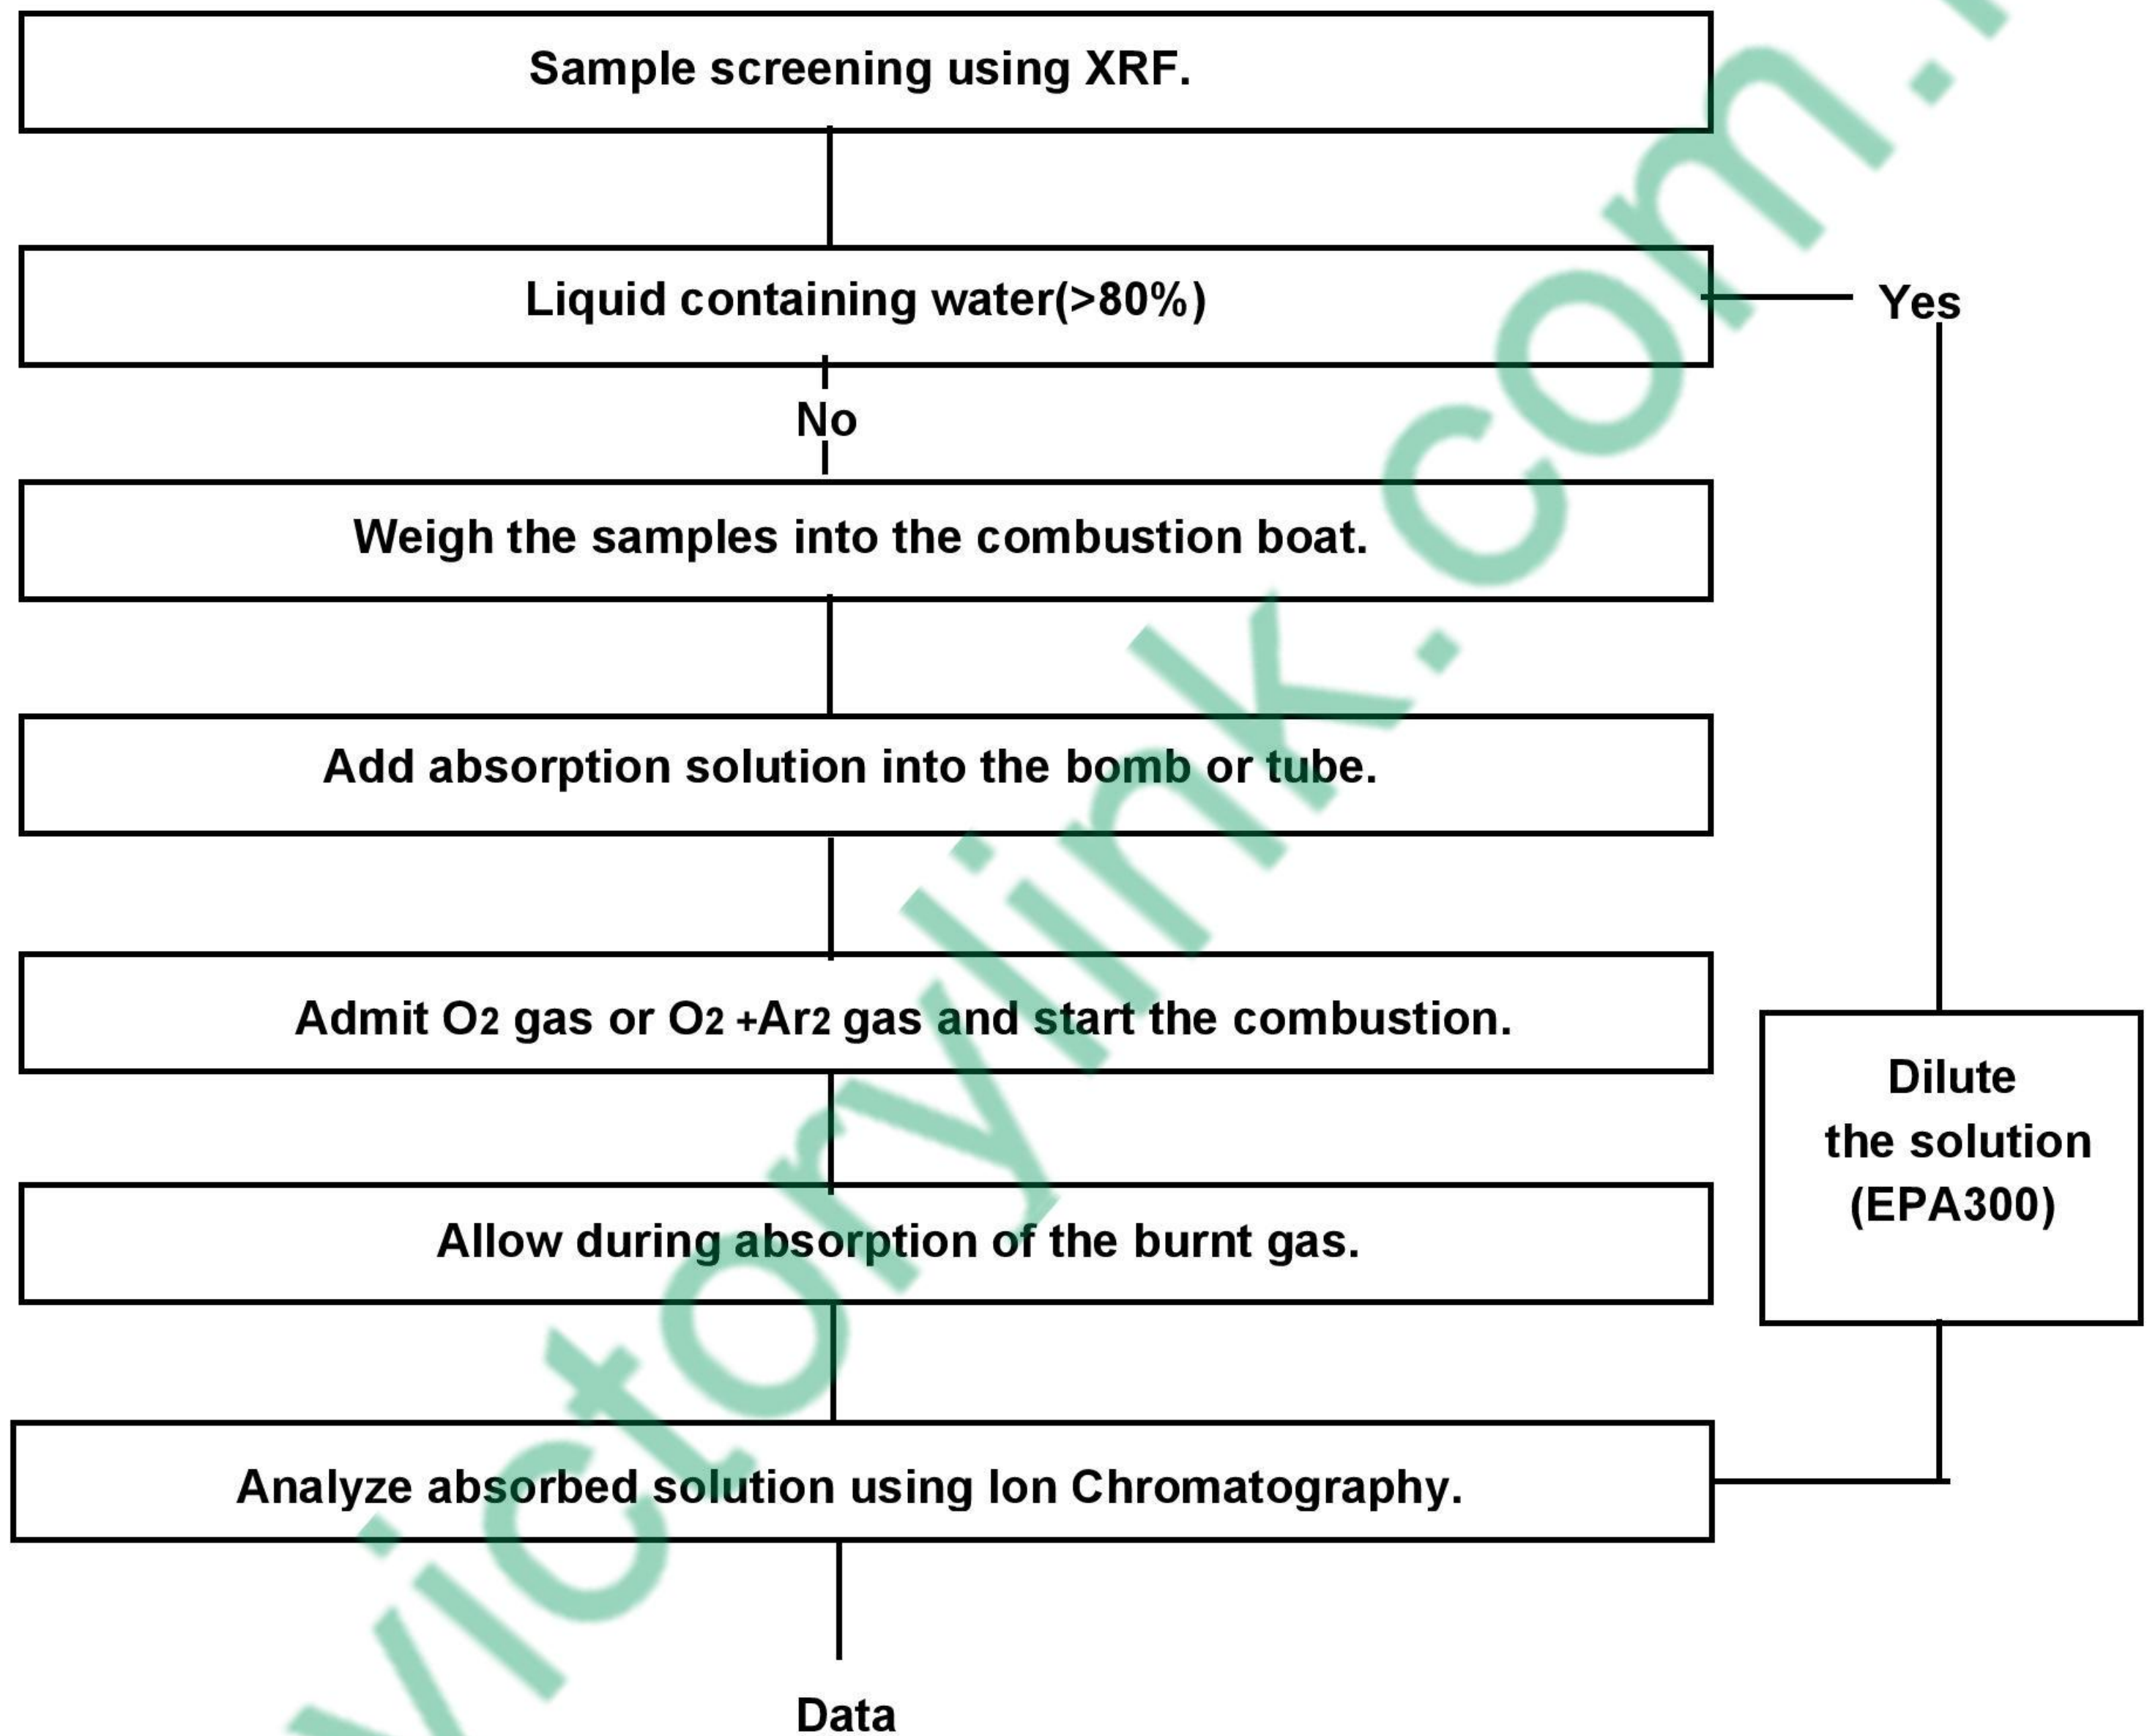 Sample screening using XRF.
Liquid containing water(>80%)
Yes
No
Weigh the samples into the combustion boat.
Add absorption solution into the bomb or tube.
Admit O2 gas or O2 +Ar2 gas and start the combustion.
Dilute
the solution
(EPA300)
Allow during absorption of the burnt gas.
Analyze absorbed solution using Ion Chromatography.
Data
victorylink.com.